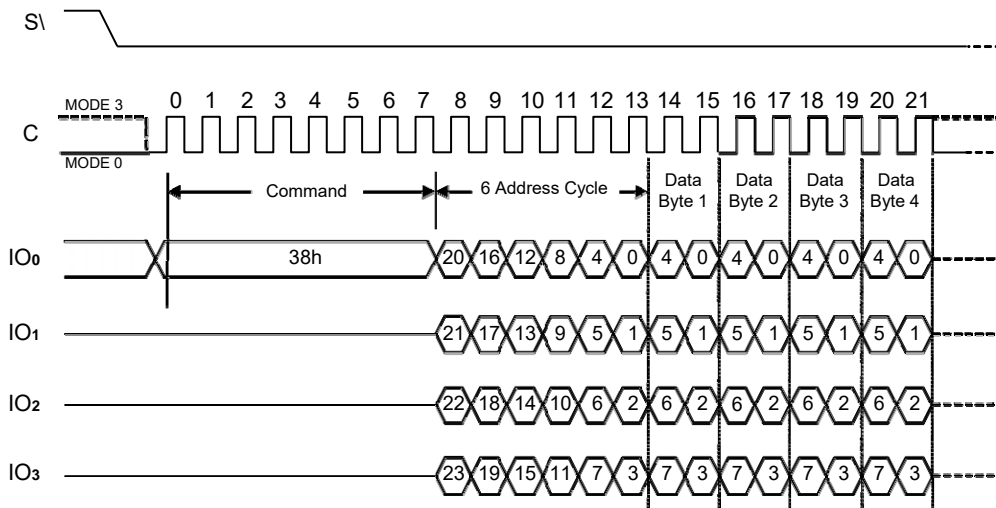 S\
MODE 3
0 1 2 3 4 5 6 7 8 9 10 11 12 13 14 15 16 17 18 19 20 21
C
MODE 0
Command 6 Address Cycle Data Byte 1 Data Byte 2 Data Byte 3 Data Byte 4
IO0 38h 20 16 12 8 4 0 4 0 4 0 4 0 4 0
IO1 21 17 13 9 5 1 5 1 5 1 5 1 5 1
IO2 22 18 14 10 6 2 6 2 6 2 6 2 6 2
IO3 23 19 15 11 7 3 7 3 7 3 7 3 7 3